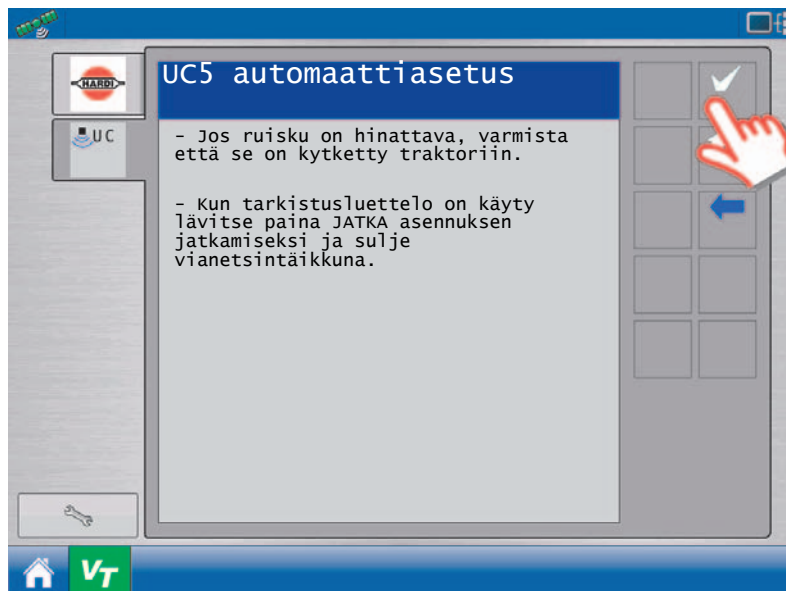 HARDI
UC5 automaattiasetus
UC
- Jos ruisku on hinattava, varmista
että se on kytketty traktoriin.
- Kun tarkistusluettelo on käyty
lävitse paina JATKA asennuksen
jatkamiseksi ja sulje
vianetsintäikkuna.
VT